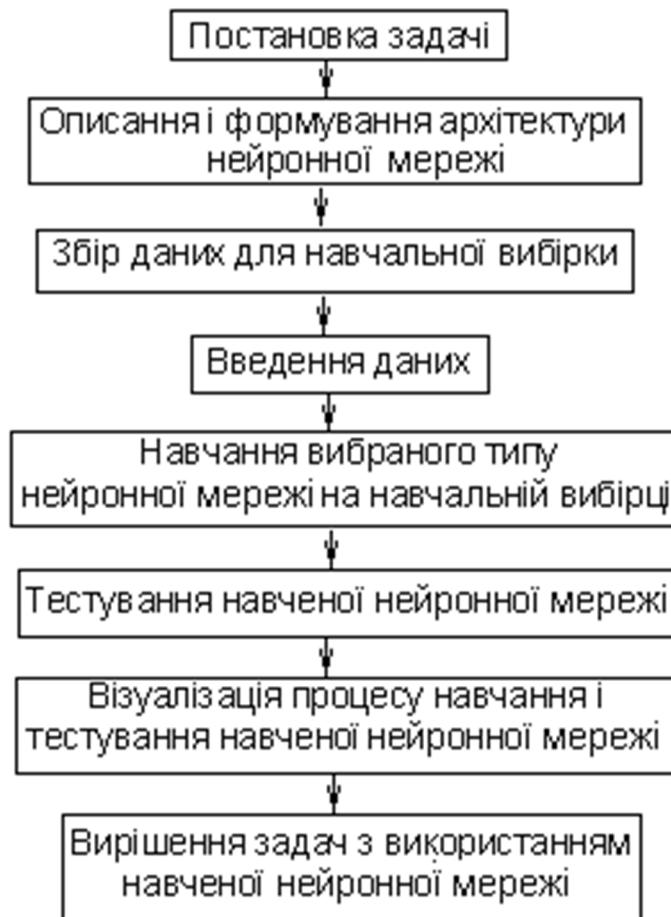 Постановка задачі
Описання і формування архітектури
нейронної мережі
Збір даних для навчальної вибірки
Введення даних
Навчання вибраного типу
нейронної мережі на навчальній вибірці
Тестування навченої нейронної мережі
Візуалізація процесу навчання і
тестування навченої нейронної мережі
Вирішення задач з використанням
навченої нейронної мережі